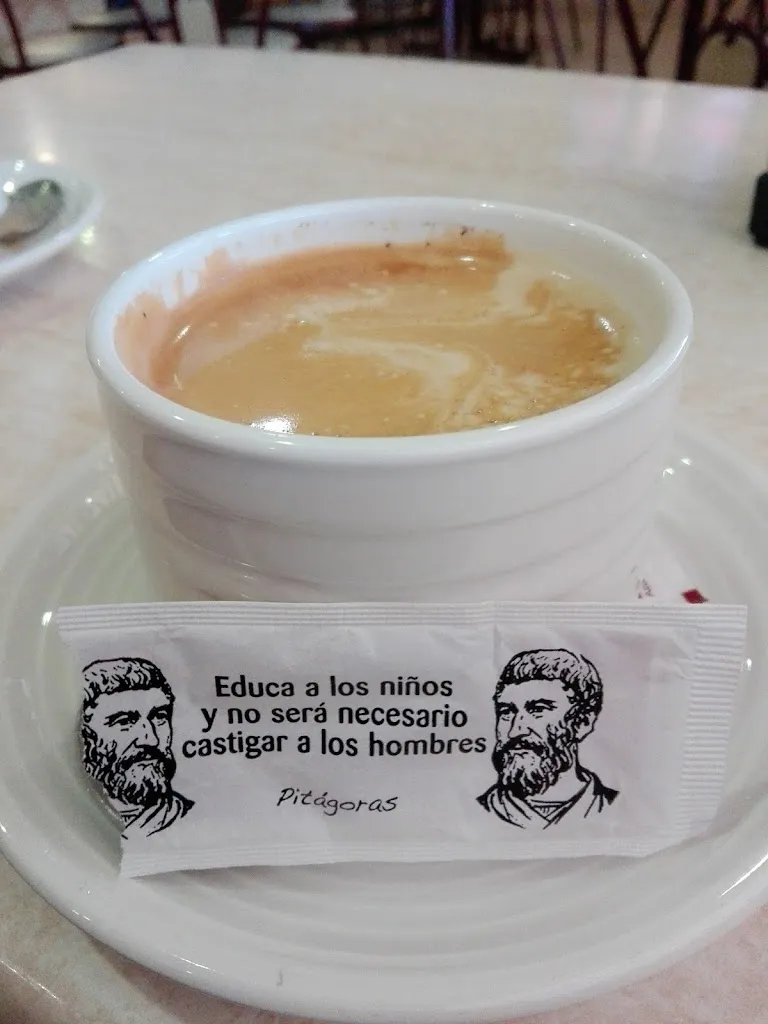 Educa a los niños
y no será necesario
castigar a los hombres
Pitágoras